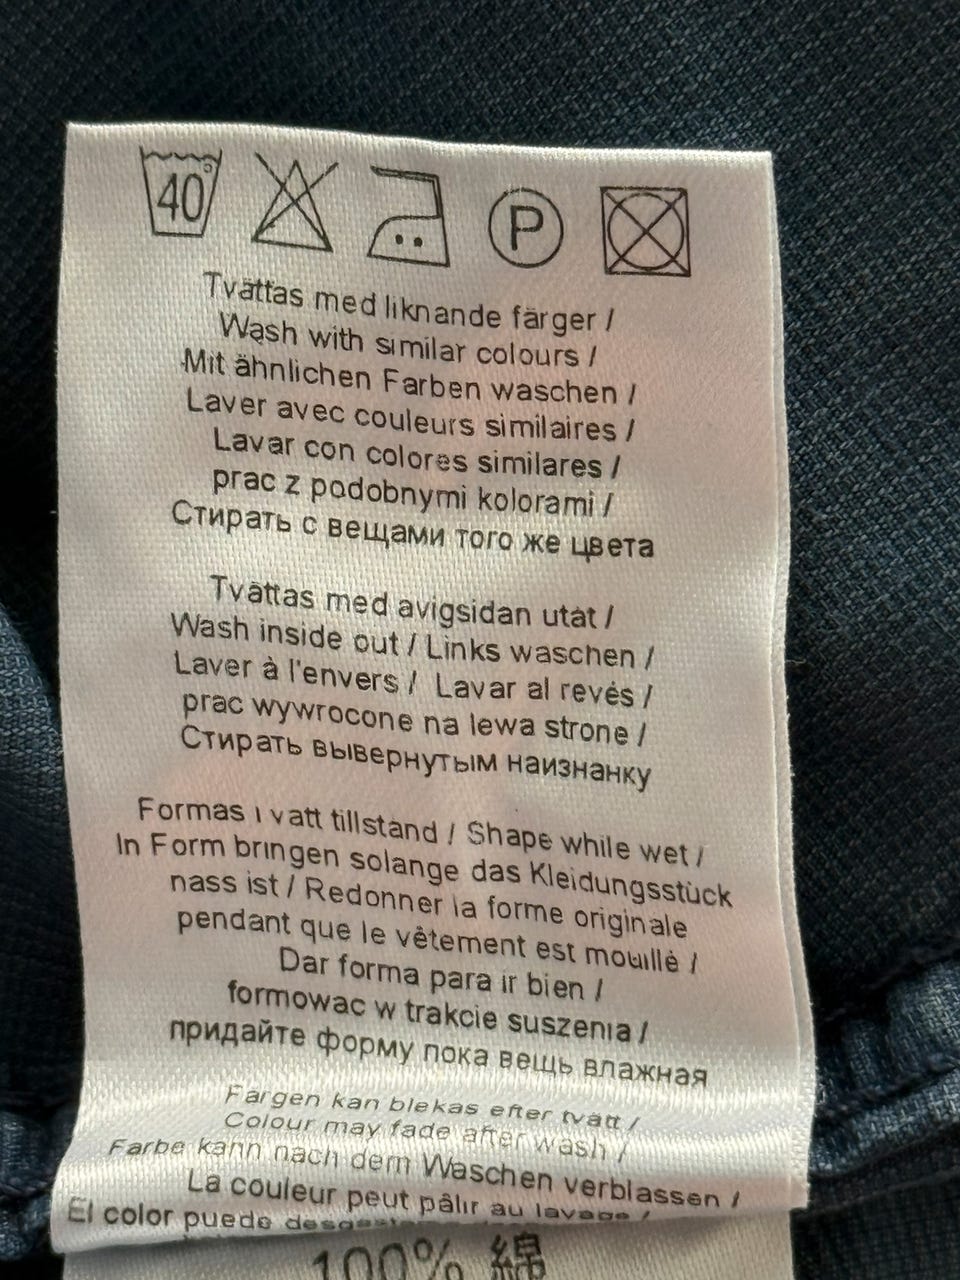 40°
P
Tvättas med liknande färger /
Wash with similar colours /
Mit ähnlichen Farben waschen /
Laver avec couleurs similaires /
Lavar con colores similares /
prac z podobnymi kolorami /
Стирать с вещами того же цвета
Tvättas med avigsidan utåt /
Wash inside out / Links waschen /
Laver à l'envers / Lavar al revés /
prac wywrocone na lewa strone /
Стирать вывернутым наизнанку
Formas i vått tillstånd / Shape while wet /
In Form bringen solange das Kleidungsstück
nass ist / Redonner la forme originale
pendant que le vêtement est mouillé /
Dar forma para ir bien /
formowac w trakcie suszenia /
придайте форму пока вещь влажная
Färgen kan blekas efter tvätt /
Colour may fade after wash /
Farbe kann nach dem Waschen verblassen /
La couleur peut pâlir au lavage /
El color puede
100% 綿